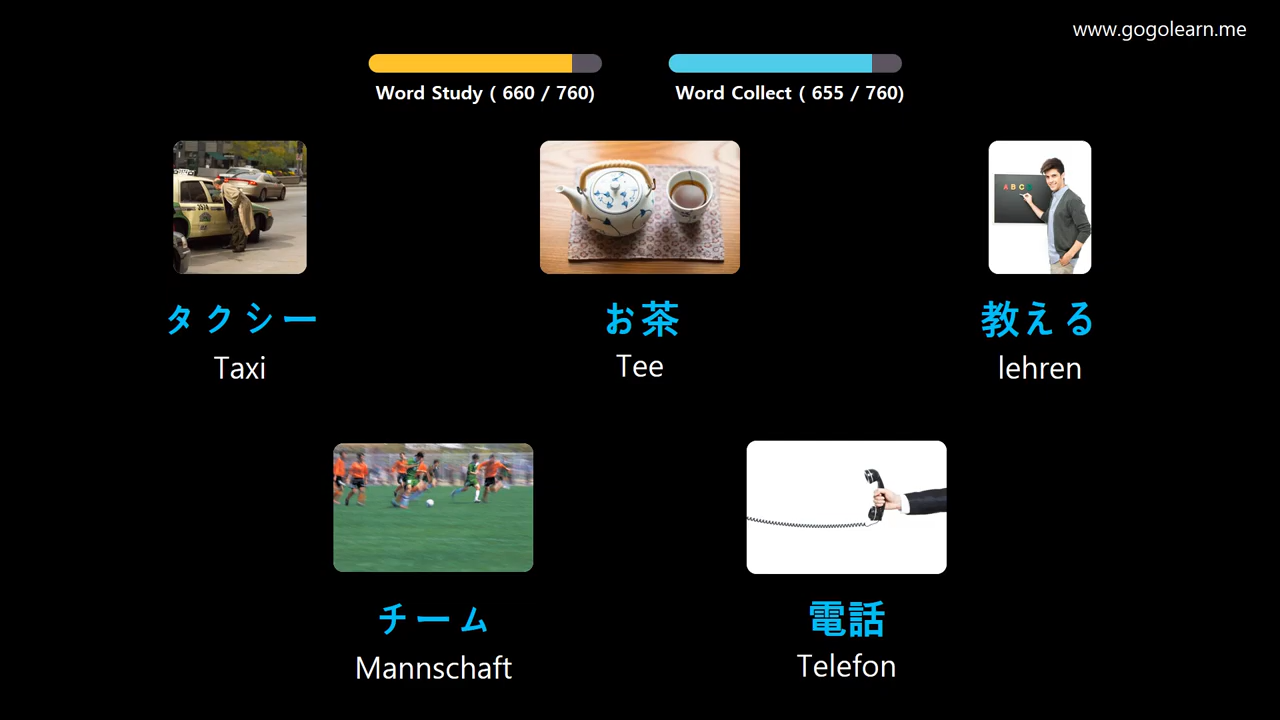 www.gogolearn.me
Word Study ( 660 / 760)
Word Collect ( 655 / 760)
タクシー
Taxi
お茶
Tee
教える
lehren
チーム
Mannschaft
電話
Telefon